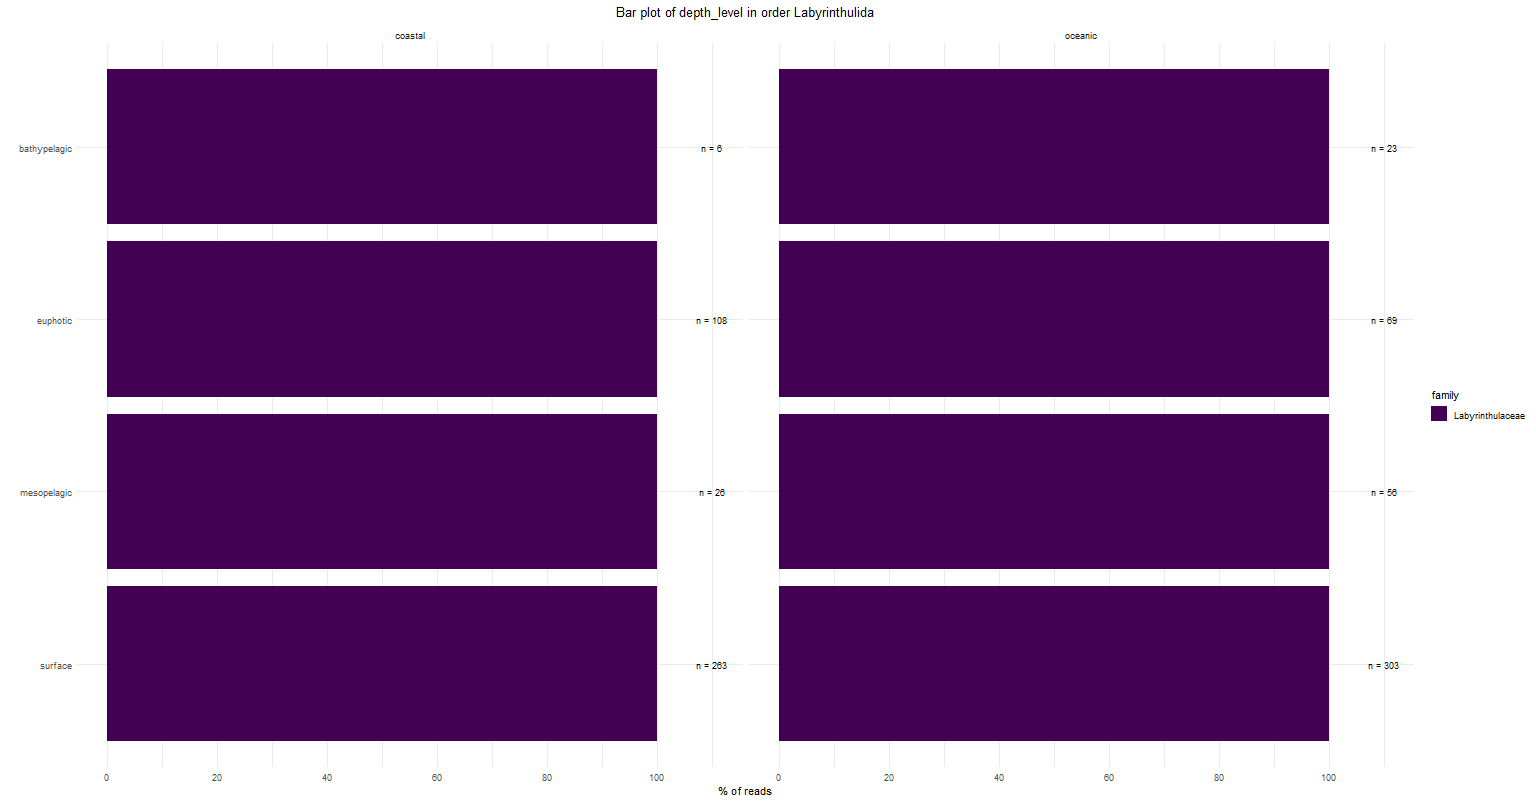 Bar plot of depth_level in order Labyrinthulida
coastal
oceanic
bathypelagic
n = 6
n = 23
euphotic
n = 108
n = 69
family
Labyrinthulaceae
mesopelagic
n = 26
n = 56
surface
n = 263
n = 303
0 20 40 60 80 100
0 20 40 60 80 100
% of reads